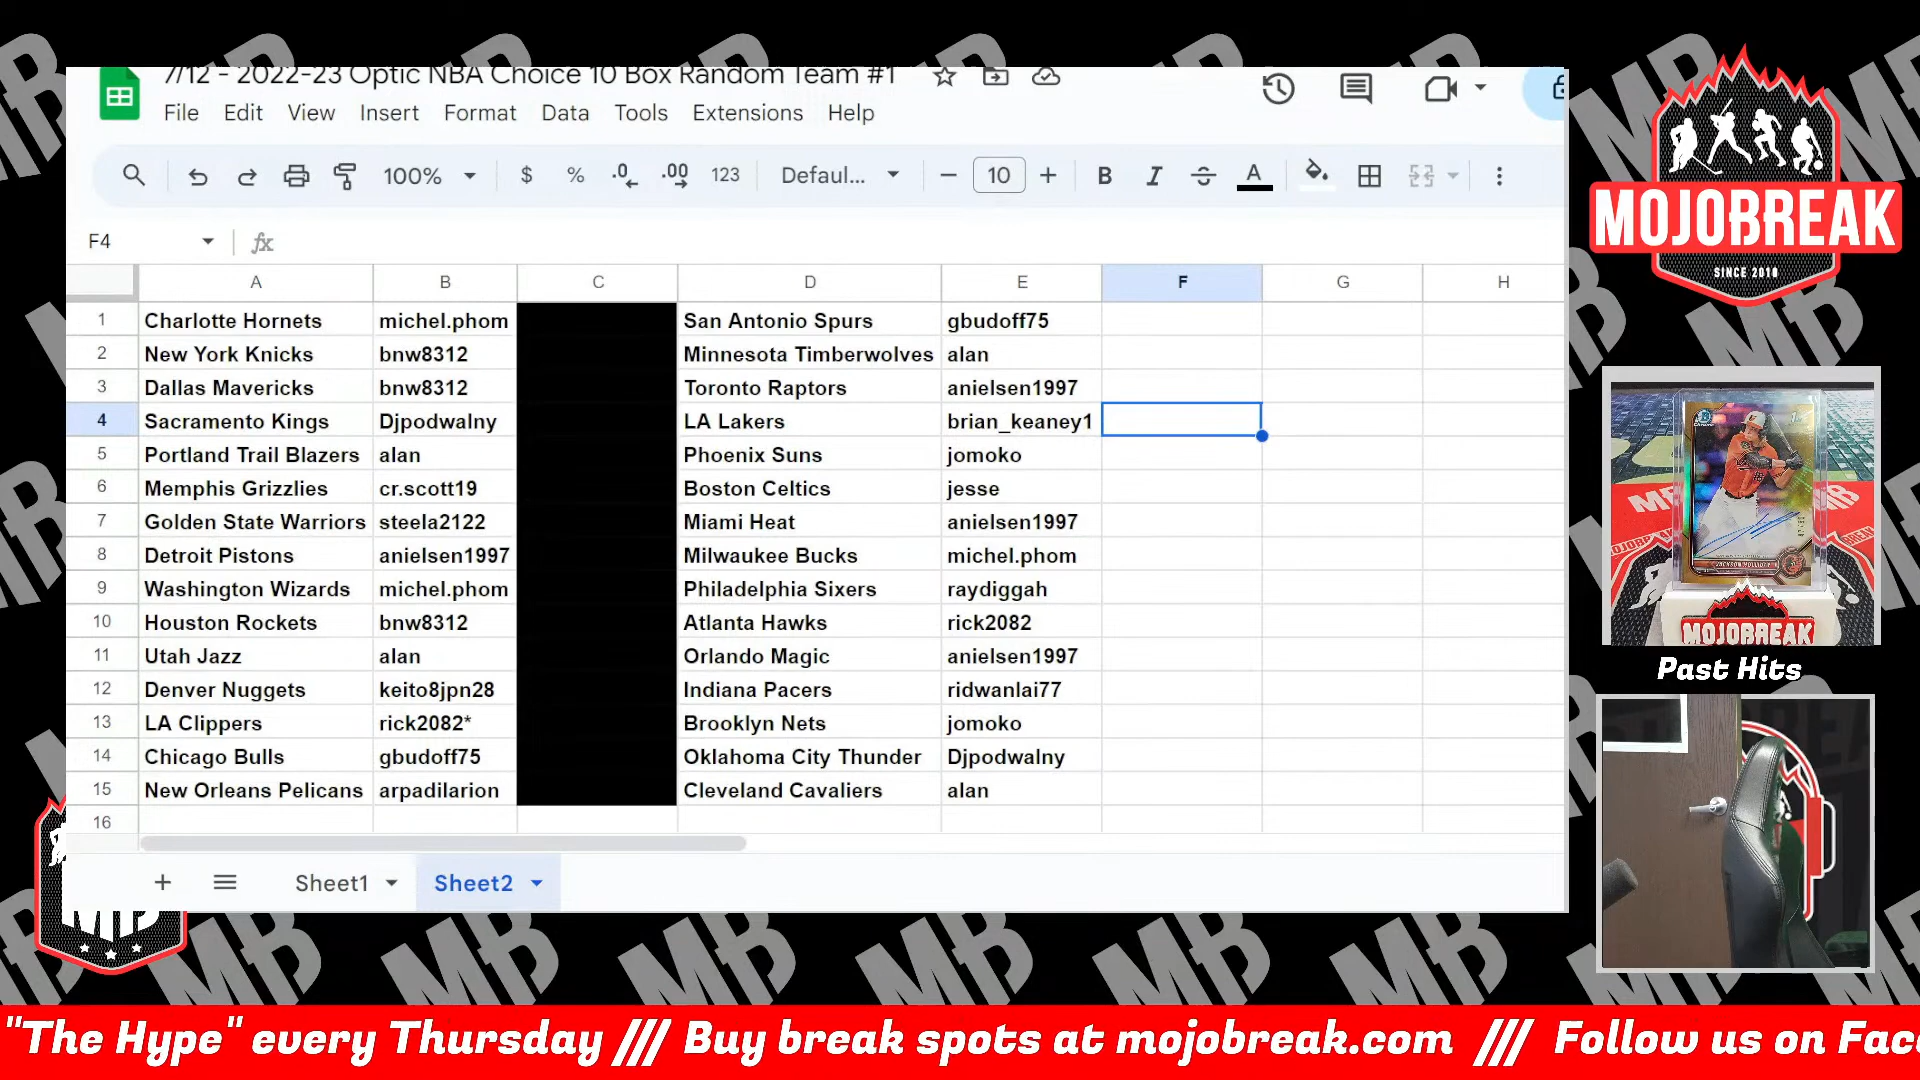 7/12 - 2022-23 Optic NBA Choice 10 Box Random Team #1
File Edit View Insert Format Data Tools Extensions Help
100% $ % .0 .00 123 Defaul... 10 B I S A
F4 fx
A B C D E F G H
1 Charlotte Hornets michel.phom San Antonio Spurs gbudoff75
2 New York Knicks bnw8312 Minnesota Timberwolves alan
3 Dallas Mavericks bnw8312 Toronto Raptors anielsen1997
4 Sacramento Kings Djpodwalny LA Lakers brian_keaney1
5 Portland Trail Blazers alan Phoenix Suns jomoko
6 Memphis Grizzlies cr.scott19 Boston Celtics jesse
7 Golden State Warriors steela2122 Miami Heat anielsen1997
8 Detroit Pistons anielsen1997 Milwaukee Bucks michel.phom
9 Washington Wizards michel.phom Philadelphia Sixers raydiggah
10 Houston Rockets bnw8312 Atlanta Hawks rick2082
11 Utah Jazz alan Orlando Magic anielsen1997
12 Denver Nuggets keito8jpn28 Indiana Pacers ridwanlai77
13 LA Clippers rick2082* Brooklyn Nets jomoko
14 Chicago Bulls gbudoff75 Oklahoma City Thunder Djpodwalny
15 New Orleans Pelicans arpadilarion Cleveland Cavaliers alan
16
Sheet1 Sheet2
MOJOBREAK
SINCE 2010
JACKSON HOLLIDAY
MOJOBREAK
Past Hits
MB
"The Hype" every Thursday /// Buy break spots at mojobreak.com /// Follow us on Fac